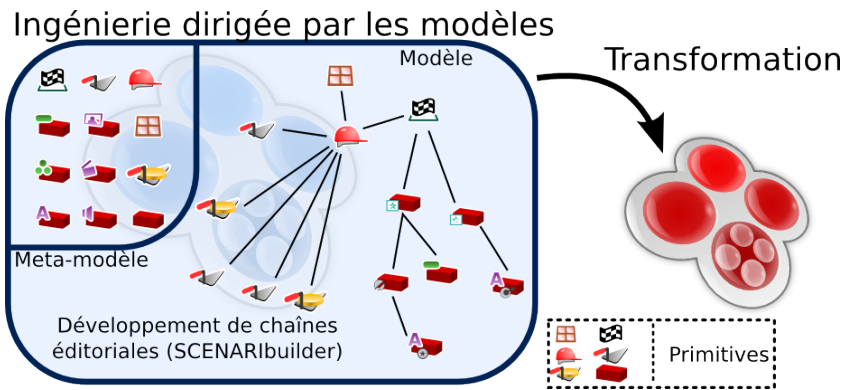 Ingénierie dirigée par les modèles
Modèle
Transformation
A
Meta-modèle
A
A
Développement de chaînes
éditoriales (SCENARIbuilder)
Primitives